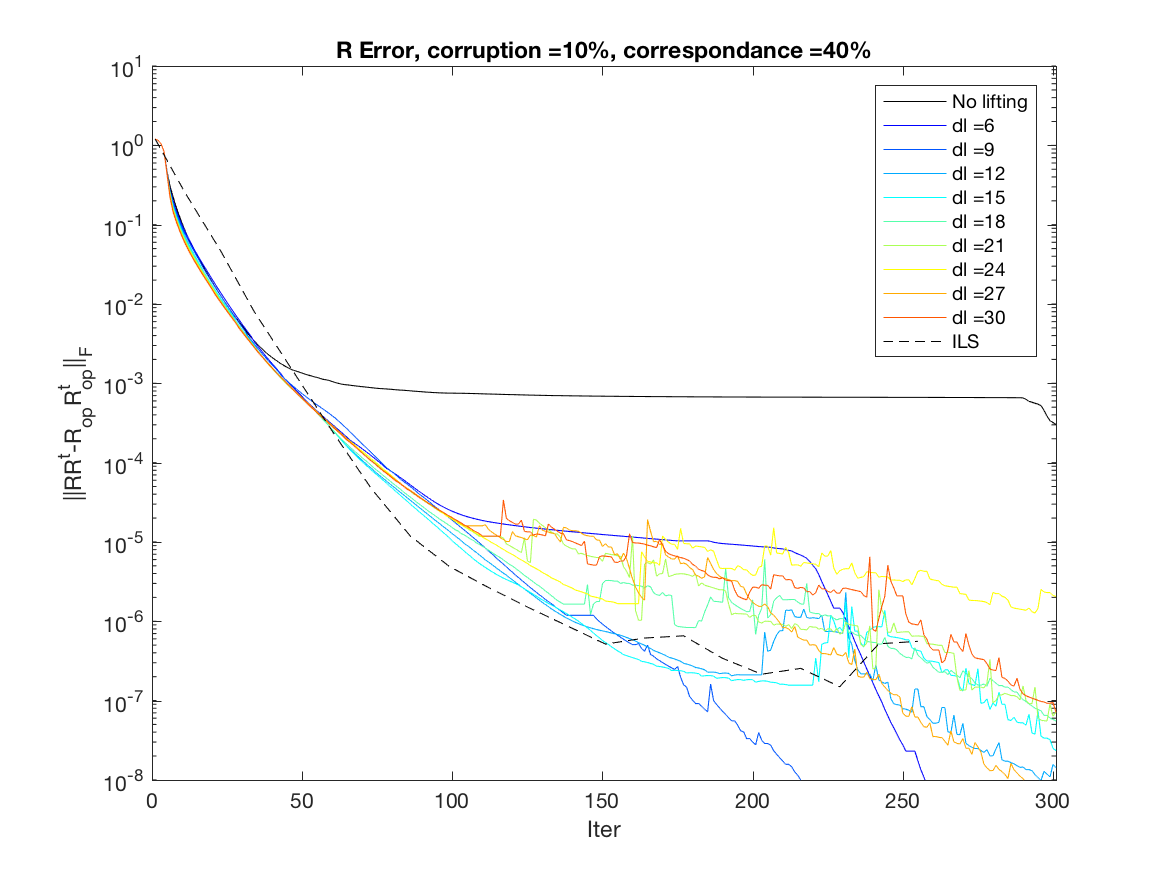 R Error, corruption =10%, correspondance =40%
10^1
10^0
10^-1
10^-2
10^-3
10^-4
10^-5
10^-6
10^-7
10^-8
||RR^t-R_op R^t_op||_F
No lifting
dl =6
dl =9
dl =12
dl =15
dl =18
dl =21
dl =24
dl =27
dl =30
ILS
0 50 100 150 200 250 300
Iter